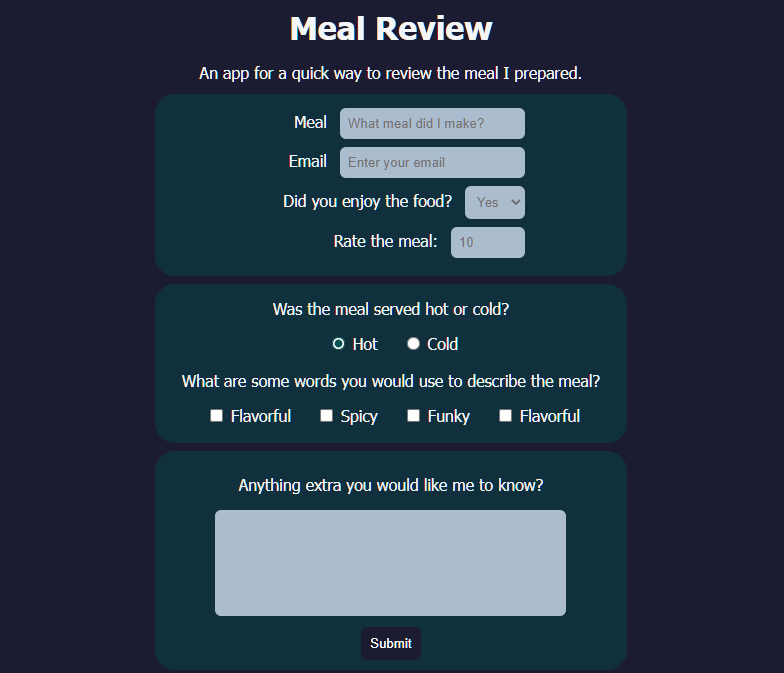 Meal Review
An app for a quick way to review the meal I prepared.
Meal What meal did I make?
Email Enter your email
Did you enjoy the food? Yes
Rate the meal: 10
Was the meal served hot or cold?
Hot Cold
What are some words you would use to describe the meal?
Flavorful Spicy Funky Flavorful
Anything extra you would like me to know?
Submit